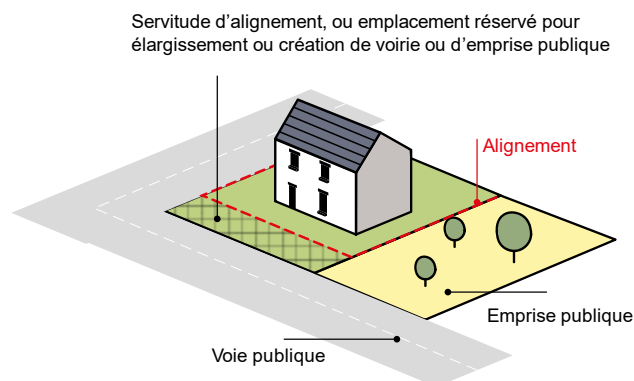 Servitude d’alignement, ou emplacement réservé pour
élargissement ou création de voirie ou d’emprise publique
Alignement
Emprise publique
Voie publique